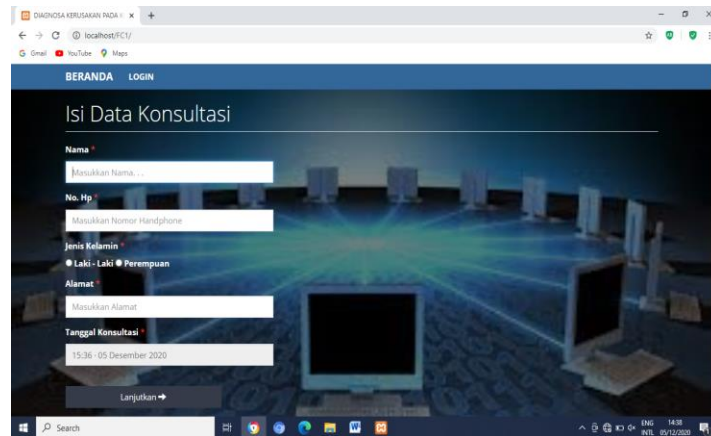 DIAGNOSA KERUSAKAN PADA
localhost/FC1/
Gmail YouTube Maps
BERANDA LOGIN
Isi Data Konsultasi
Nama *
Masukkan Nama. . .
No. Hp *
Masukkan Nomor Handphone
Jenis Kelamin *
Laki - Laki Perempuan
Alamat *
Masukkan Alamat
Tanggal Konsultasi *
15:36 - 05 Desember 2020
Lanjutkan
Search
ENG 14:38
INTL 05/12/2020